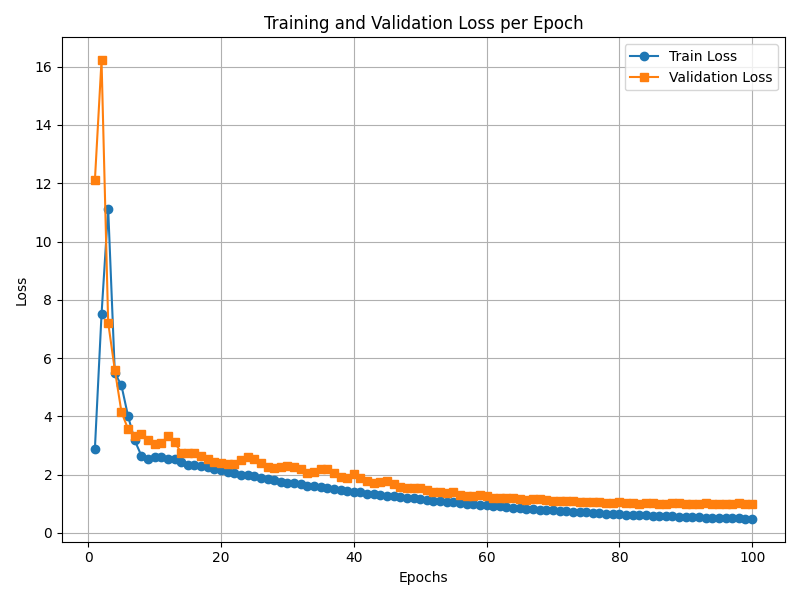 Training and Validation Loss per Epoch
Train Loss
Validation Loss
16
14
12
10
8
6
4
2
0
Loss
0 20 40 60 80 100
Epochs